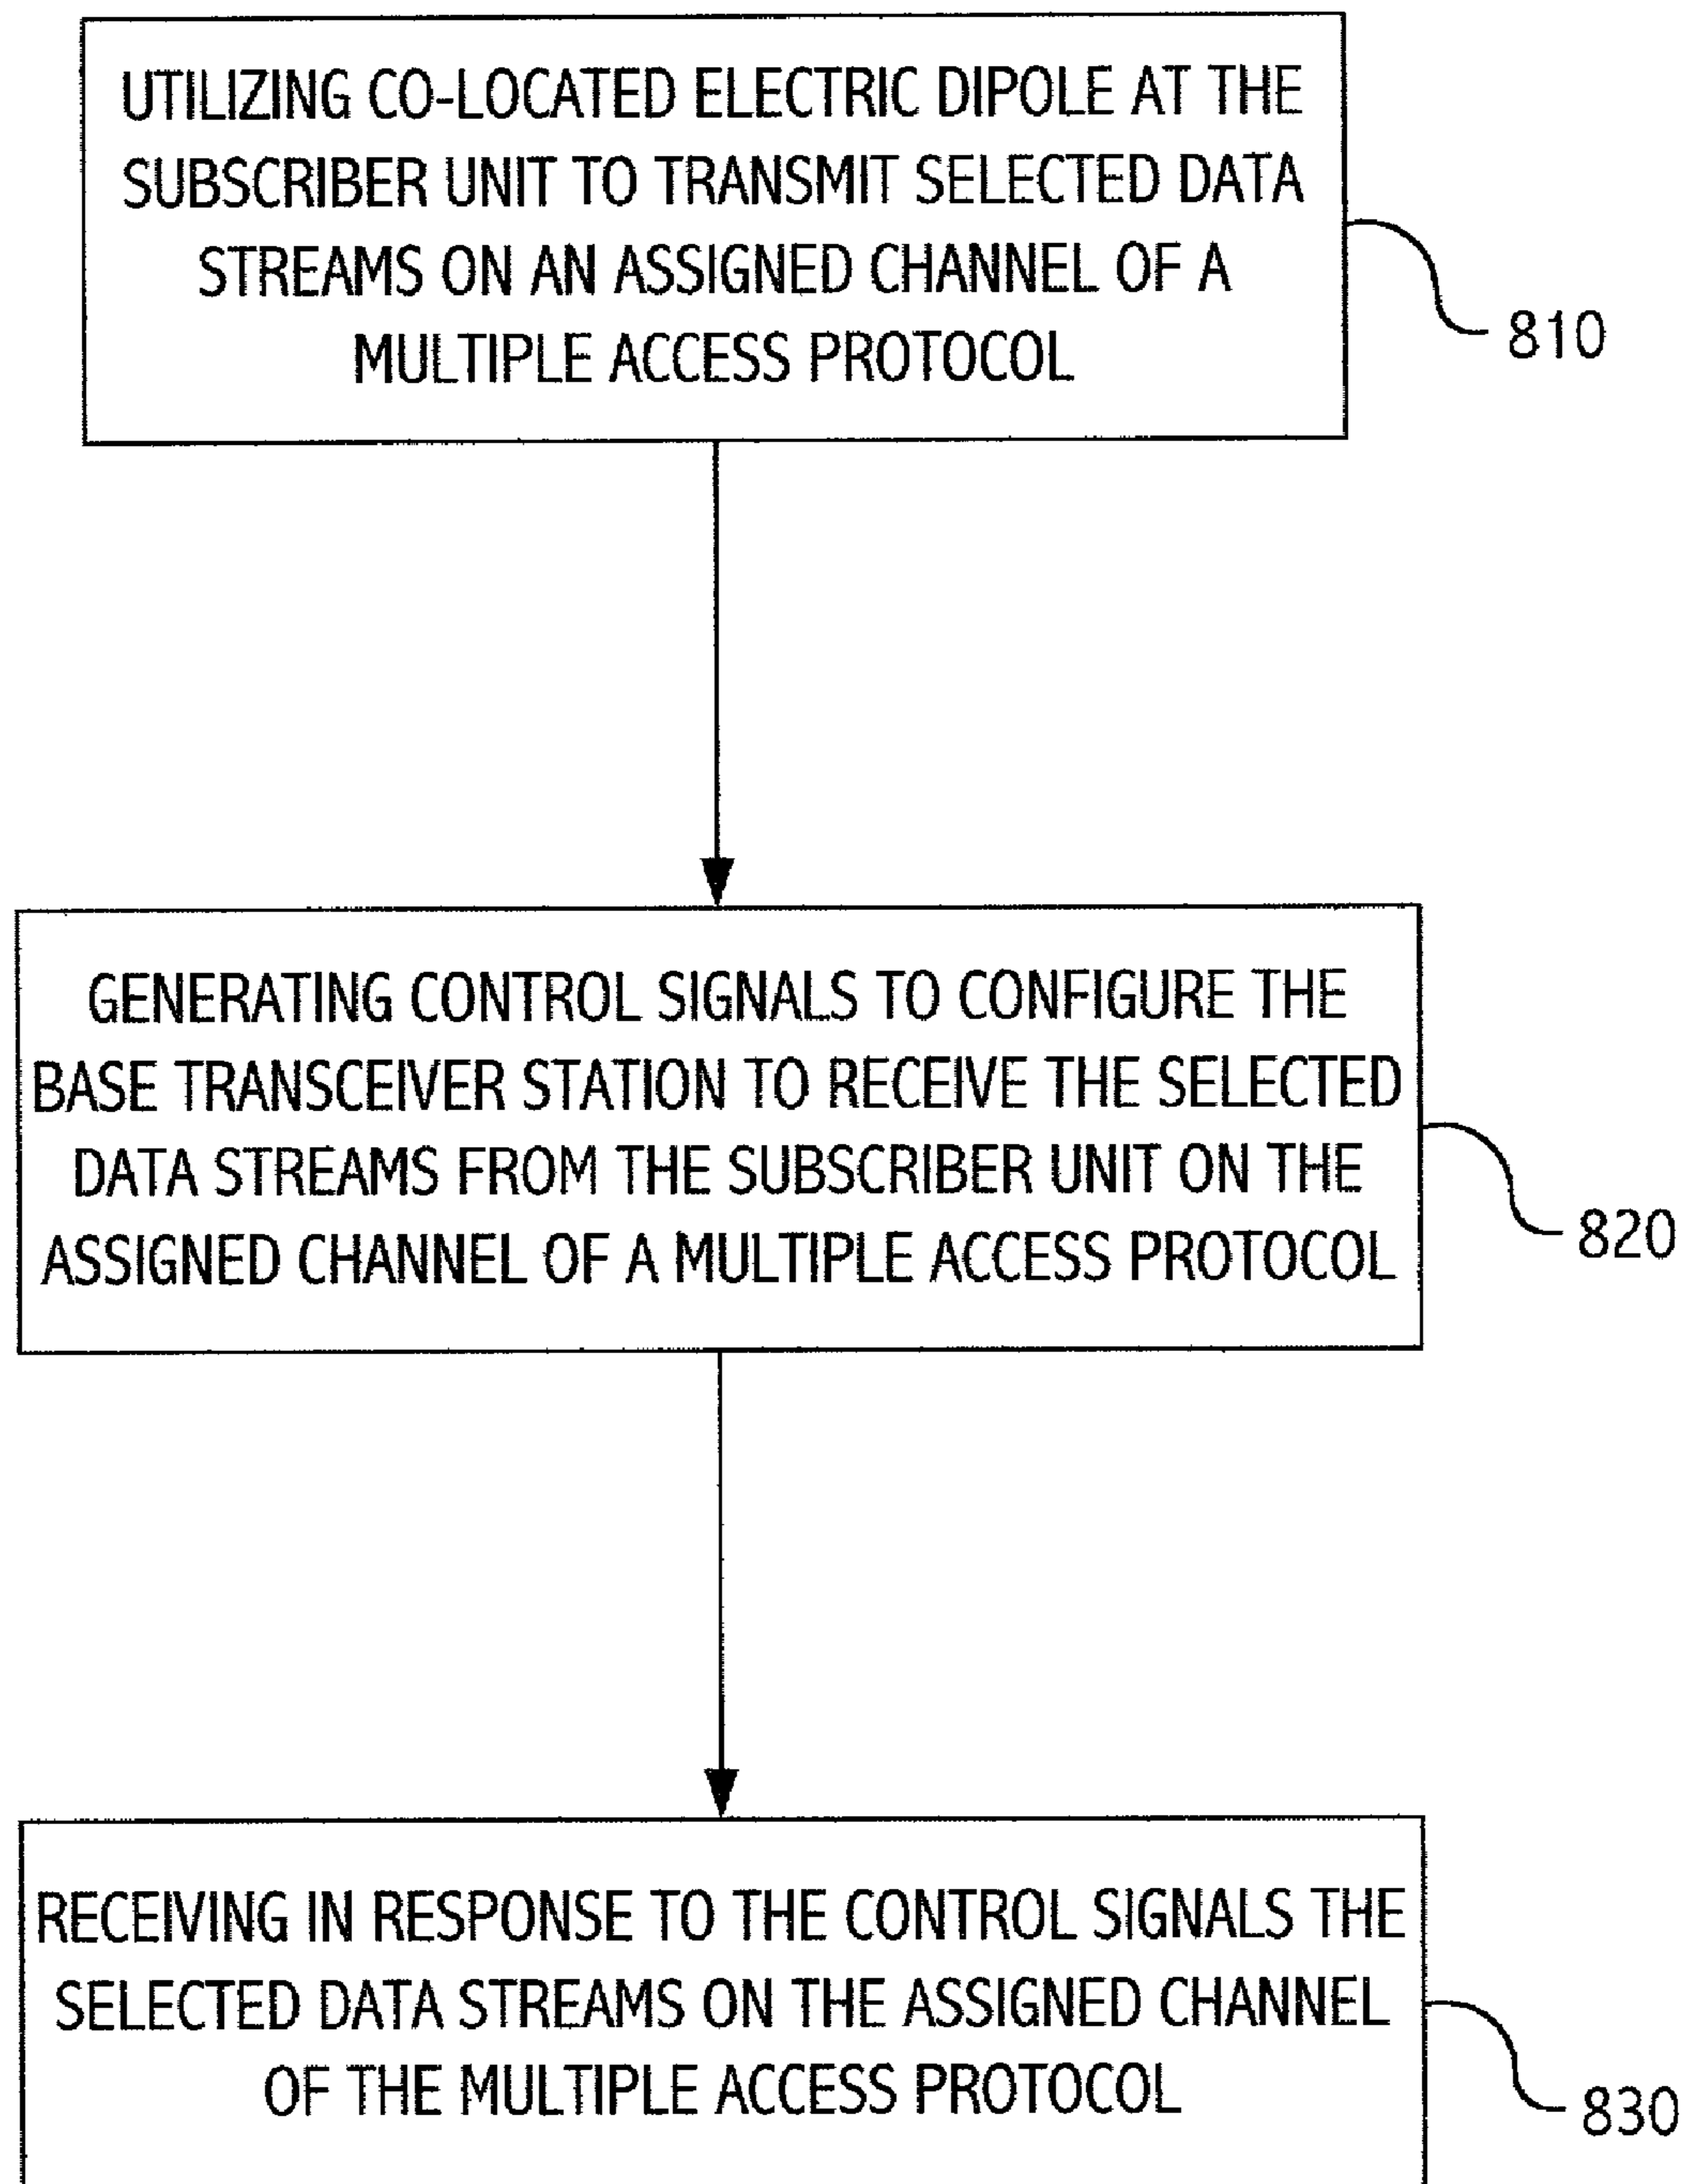 UTILIZING CO-LOCATED ELECTRIC DIPOLE AT THE
SUBSCRIBER UNIT TO TRANSMIT SELECTED DATA
STREAMS ON AN ASSIGNED CHANNEL OF A
MULTIPLE ACCESS PROTOCOL
810
GENERATING CONTROL SIGNALS TO CONFIGURE THE
BASE TRANSCEIVER STATION TO RECEIVE THE SELECTED
DATA STREAMS FROM THE SUBSCRIBER UNIT ON THE
ASSIGNED CHANNEL OF A MULTIPLE ACCESS PROTOCOL
820
RECEIVING IN RESPONSE TO THE CONTROL SIGNALS THE
SELECTED DATA STREAMS ON THE ASSIGNED CHANNEL
OF THE MULTIPLE ACCESS PROTOCOL
830